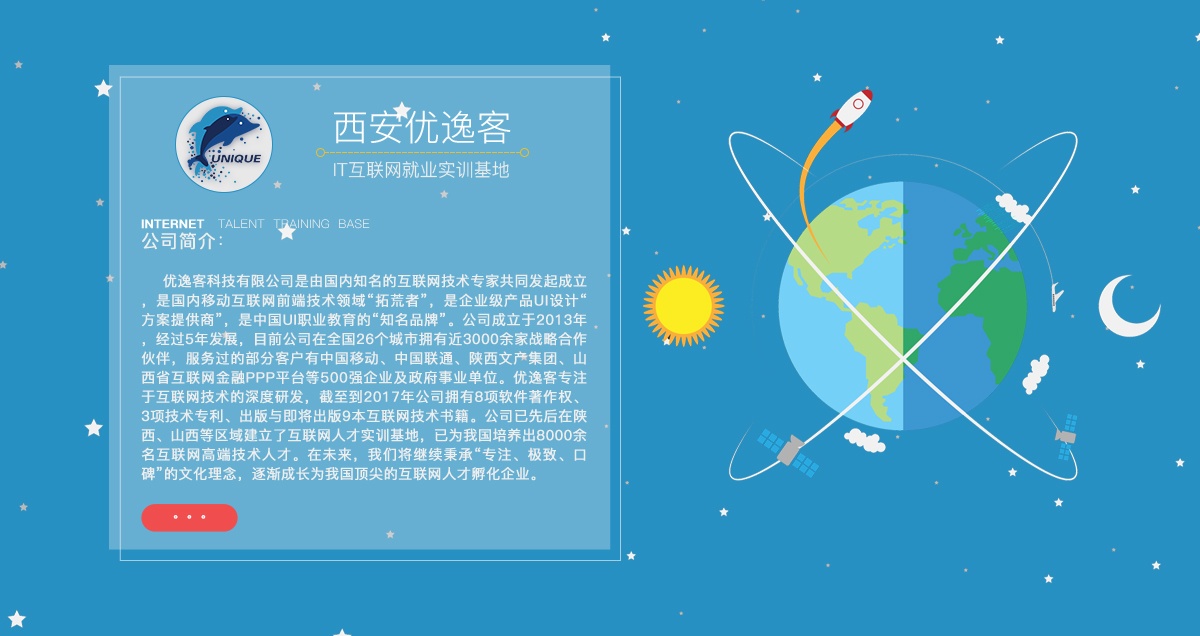 UNIQUE
西安优逸客
IT互联网就业实训基地
INTERNET TALENT TRAINING BASE
公司简介：
优逸客科技有限公司是由国内知名的互联网技术专家共同发起成立
，是国内移动互联网前端技术领域“拓荒者”，是企业级产品UI设计“
方案提供商”，是中国UI职业教育的“知名品牌”。公司成立于2013年
，经过5年发展，目前公司在全国26个城市拥有近3000余家战略合作
伙伴，服务过的部分客户有中国移动、中国联通、陕西文产集团、山
西省互联网金融PPP平台等500强企业及政府事业单位。优逸客专注
于互联网技术的深度研发，截至到2017年公司拥有8项软件著作权、
3项技术专利、出版与即将出版9本互联网技术书籍。公司已先后在陕
西、山西等区域建立了互联网人才实训基地，已为我国培养出8000余
名互联网高端技术人才。在未来，我们将继续秉承“专注、极致、口
碑”的文化理念，逐渐成长为我国顶尖的互联网人才孵化企业。